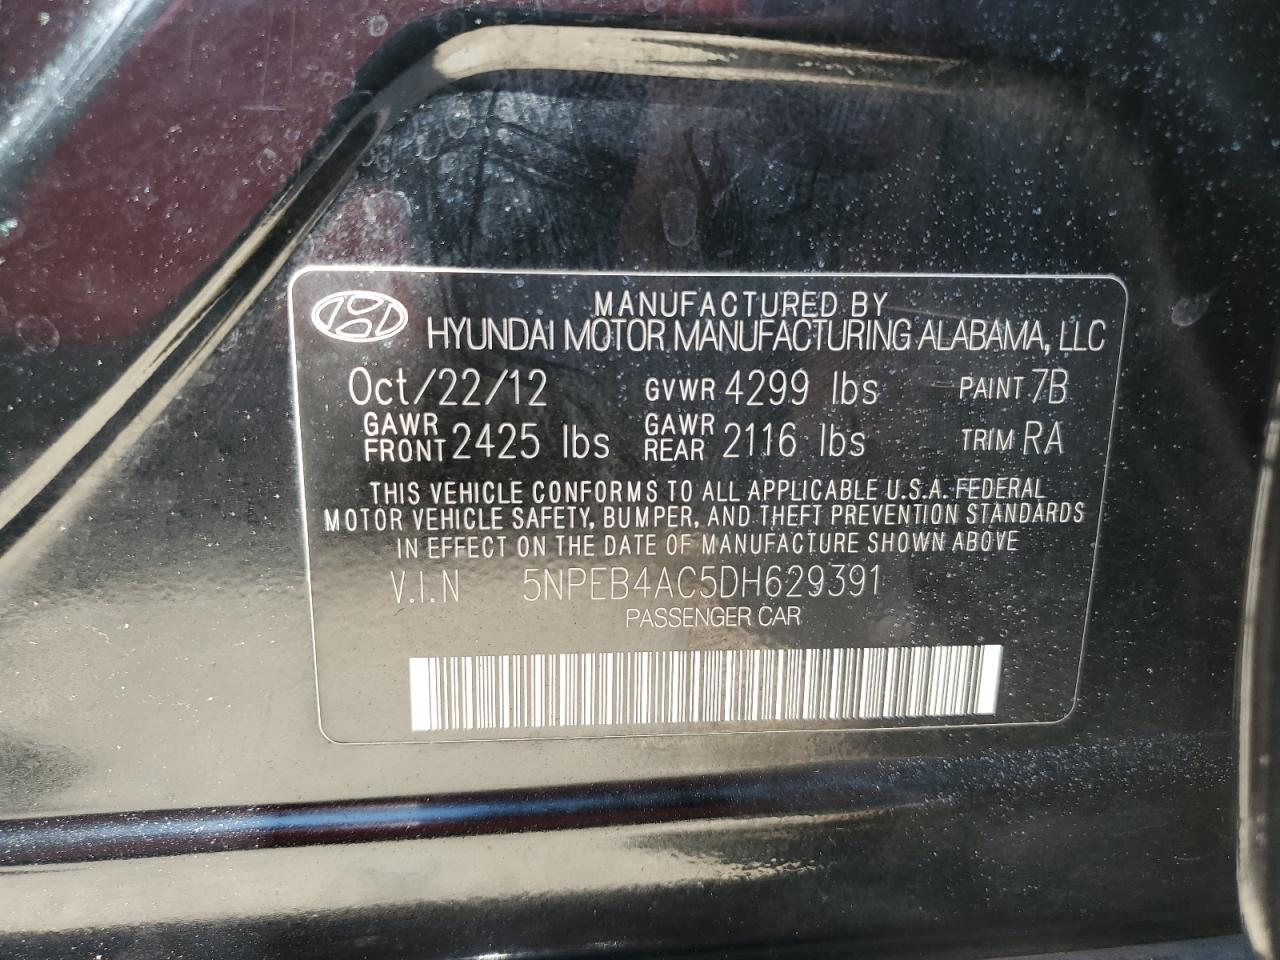 MANUFACTURED BY
HYUNDAI MOTOR MANUFACTURING ALABAMA, LLC
Oct/22/12 GVWR 4299 lbs PAINT 7B
GAWR FRONT 2425 lbs GAWR REAR 2116 lbs TRIM RA
THIS VEHICLE CONFORMS TO ALL APPLICABLE U.S.A. FEDERAL
MOTOR VEHICLE SAFETY, BUMPER, AND THEFT PREVENTION STANDARDS
IN EFFECT ON THE DATE OF MANUFACTURE SHOWN ABOVE
V.I.N 5NPEB4AC5DH629391
PASSENGER CAR